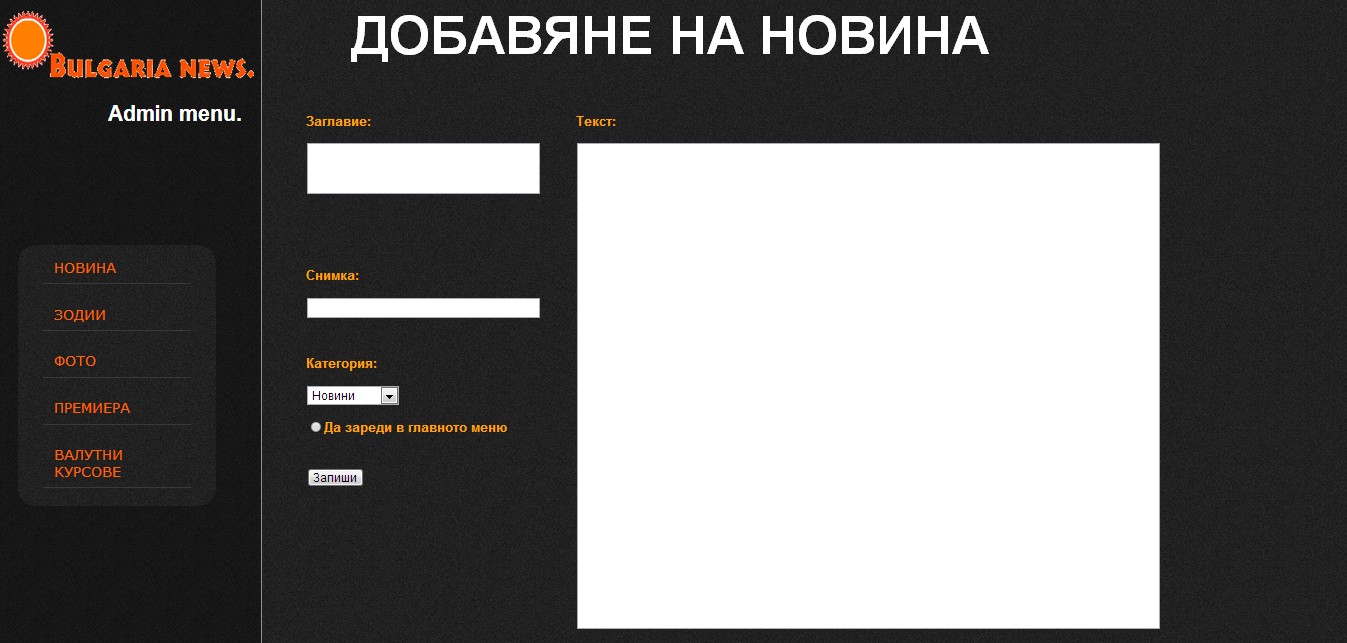 BULGARIA NEWS.
Admin menu.
НОВИНА
ЗОДИИ
ФОТО
ПРЕМИЕРА
ВАЛУТНИ
КУРСОВЕ
ДОБАВЯНЕ НА НОВИНА
Заглавие:
Текст:
Снимка:
Категория:
Новини
Да зареди в главното меню
Запиши